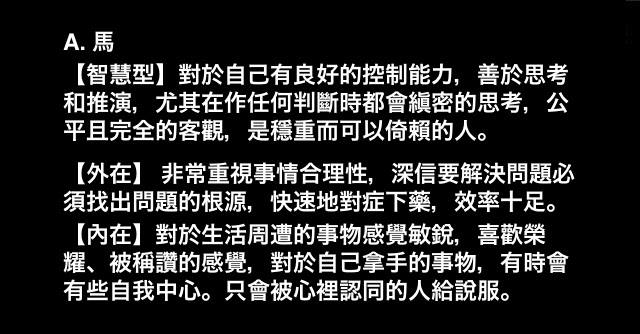 A. 馬
【智慧型】對於自己有良好的控制能力，善於思考
和推演，尤其在作任何判斷時都會縝密的思考，公
平且完全的客觀，是穩重而可以倚賴的人。
【外在】 非常重視事情合理性，深信要解決問題必
須找出問題的根源，快速地對症下藥，效率十足。
【內在】對於生活周遭的事物感覺敏銳，喜歡榮
耀、被稱讚的感覺，對於自己拿手的事物，有時會
有些自我中心。只會被心裡認同的人給說服。